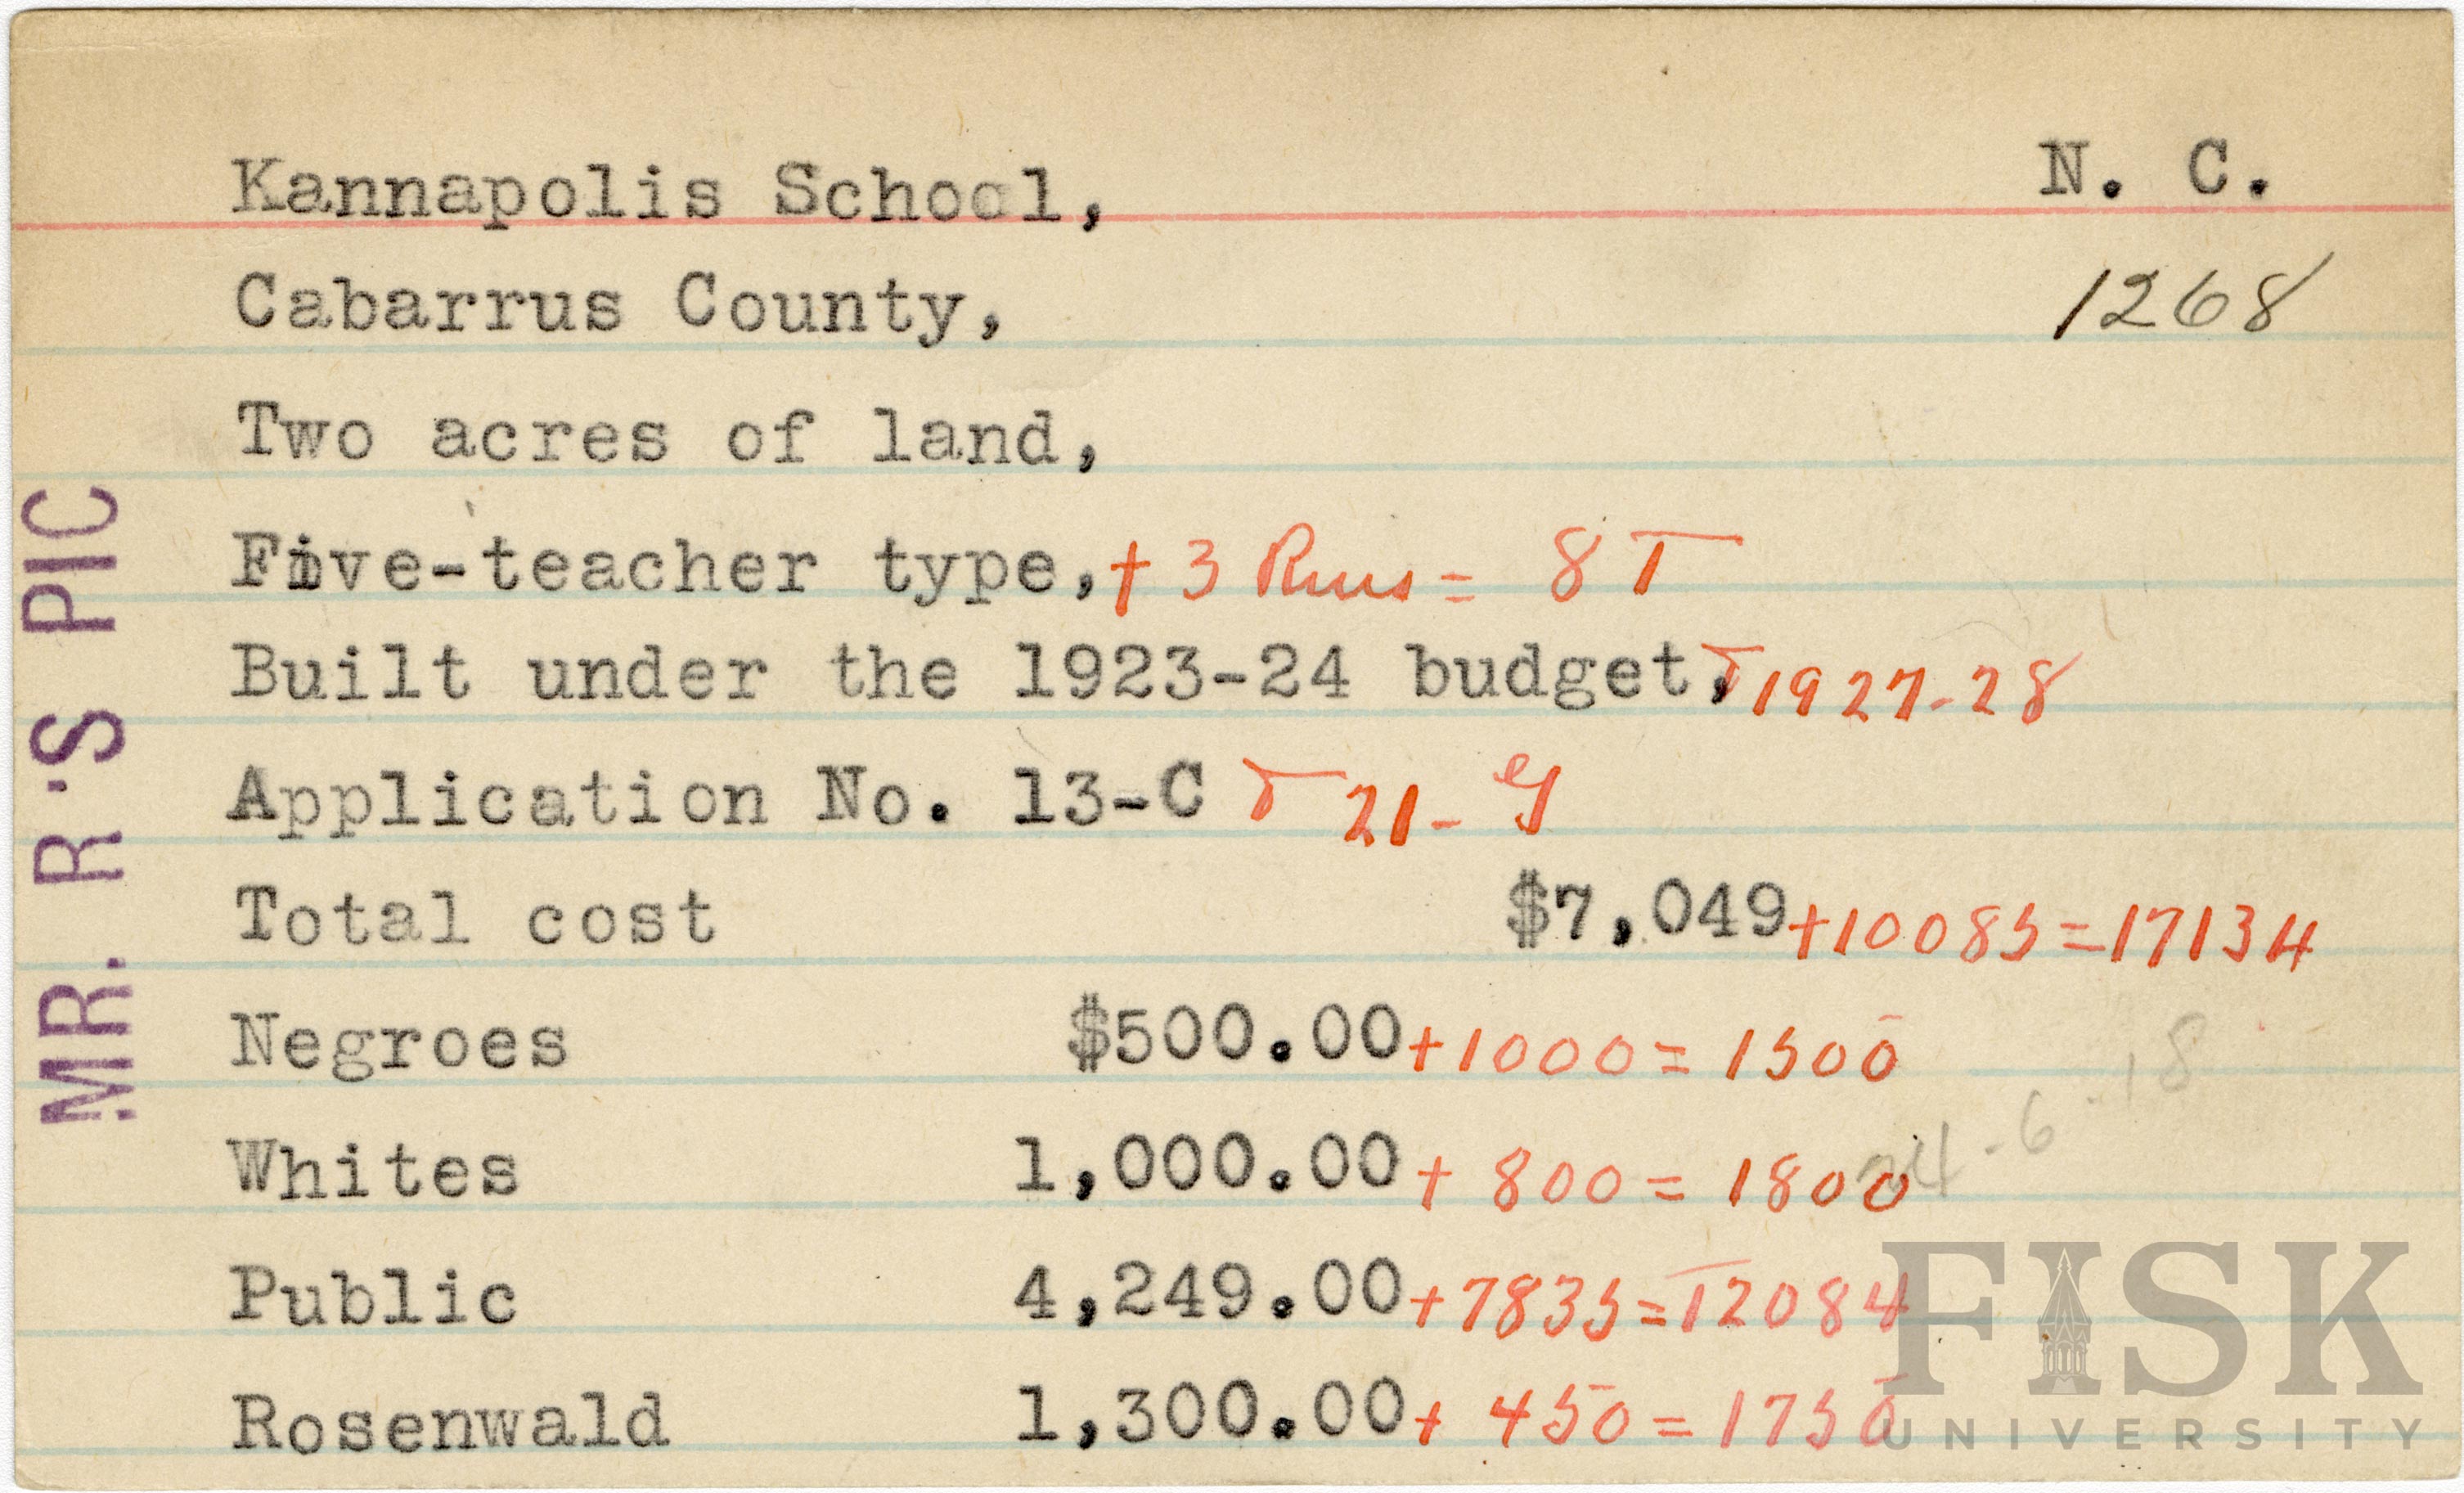 Kannapolis School, N. C.
Cabarrus County, 1268
Two acres of land,
Five-teacher type, + 3 Rms = 8 T
Built under the 1923-24 budget, 1927-28
Application No. 13-C 21-G
Total cost $7,049 +10085 = 17134
Negroes $500.00 +1000 = 1500
Whites 1,000.00 + 800 = 1800
24-6-18
Public 4,249.00 +7835 = 12084
Rosenwald 1,300.00 + 450 = 1750
MR. R'S PIC
FISK
UNIVERSITY